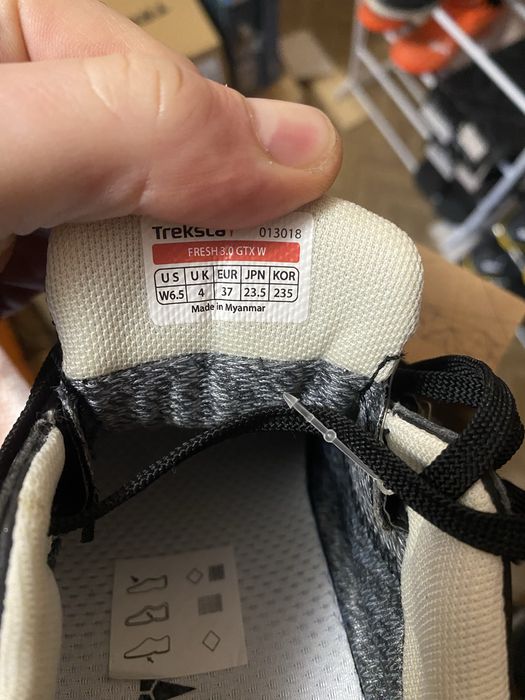 Treksta 013018
FRESH 3.0 GTX W
US UK EUR JPN KOR
W6.5 4 37 23.5 235
Made in Myanmar